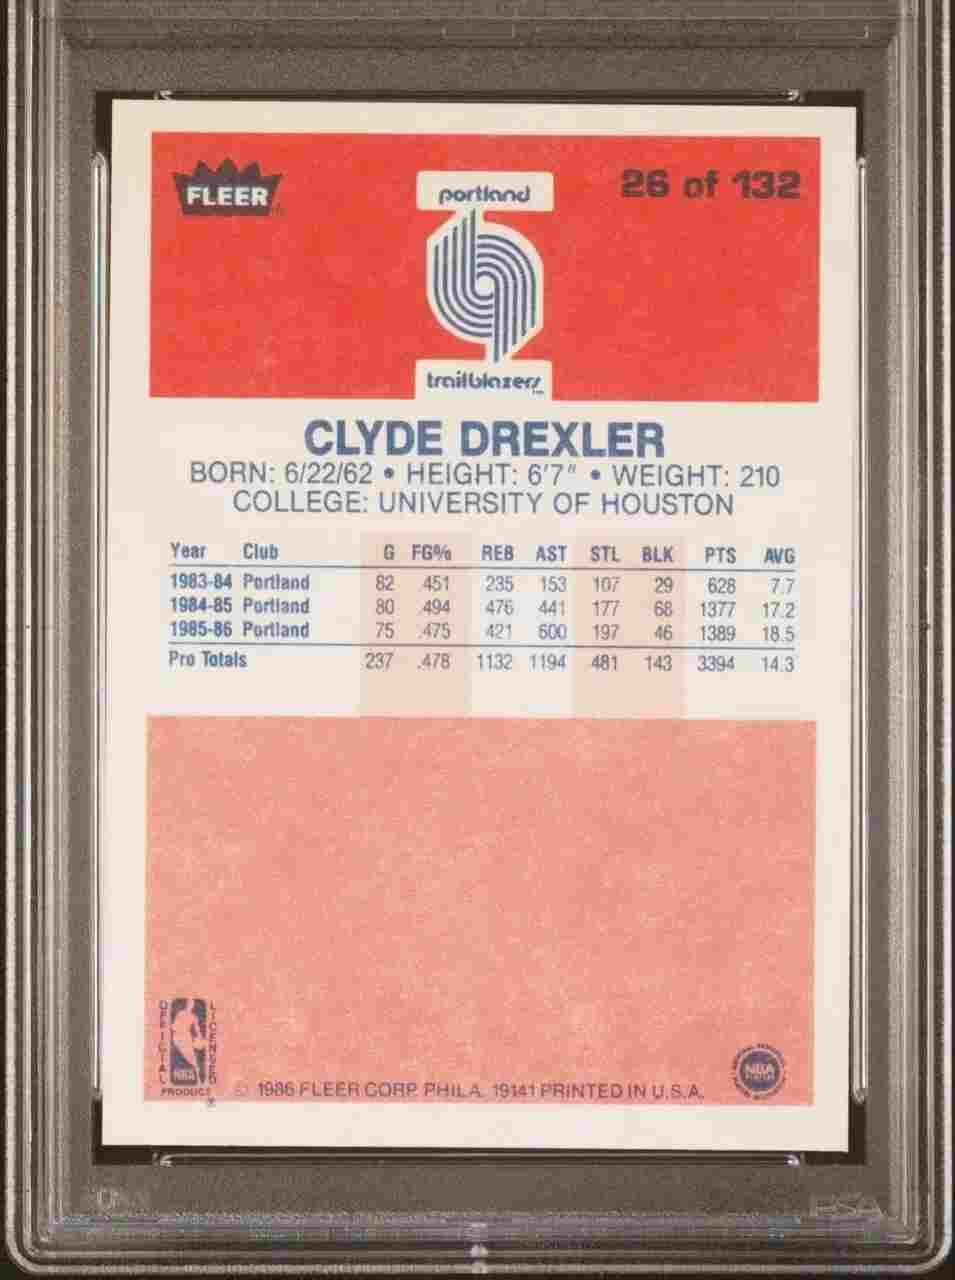 FLEER
portland
26 of 132
trailblazers
CLYDE DREXLER
BORN: 6/22/62 • HEIGHT: 6'7" • WEIGHT: 210
COLLEGE: UNIVERSITY OF HOUSTON
Year Club G FG% REB AST STL BLK PTS AVG
1983-84 Portland 82 .451 235 153 107 29 628 7.7
1984-85 Portland 80 .494 476 441 177 68 1377 17.2
1985-86 Portland 75 .475 421 600 197 46 1389 18.5
Pro Totals 237 .478 1132 1194 481 143 3394 14.3
OFFICIAL
LICENSED
NBA
PRODUCT
© 1986 FLEER CORP. PHILA. 19141 PRINTED IN U.S.A.
NBA
PLAYERS
PSA